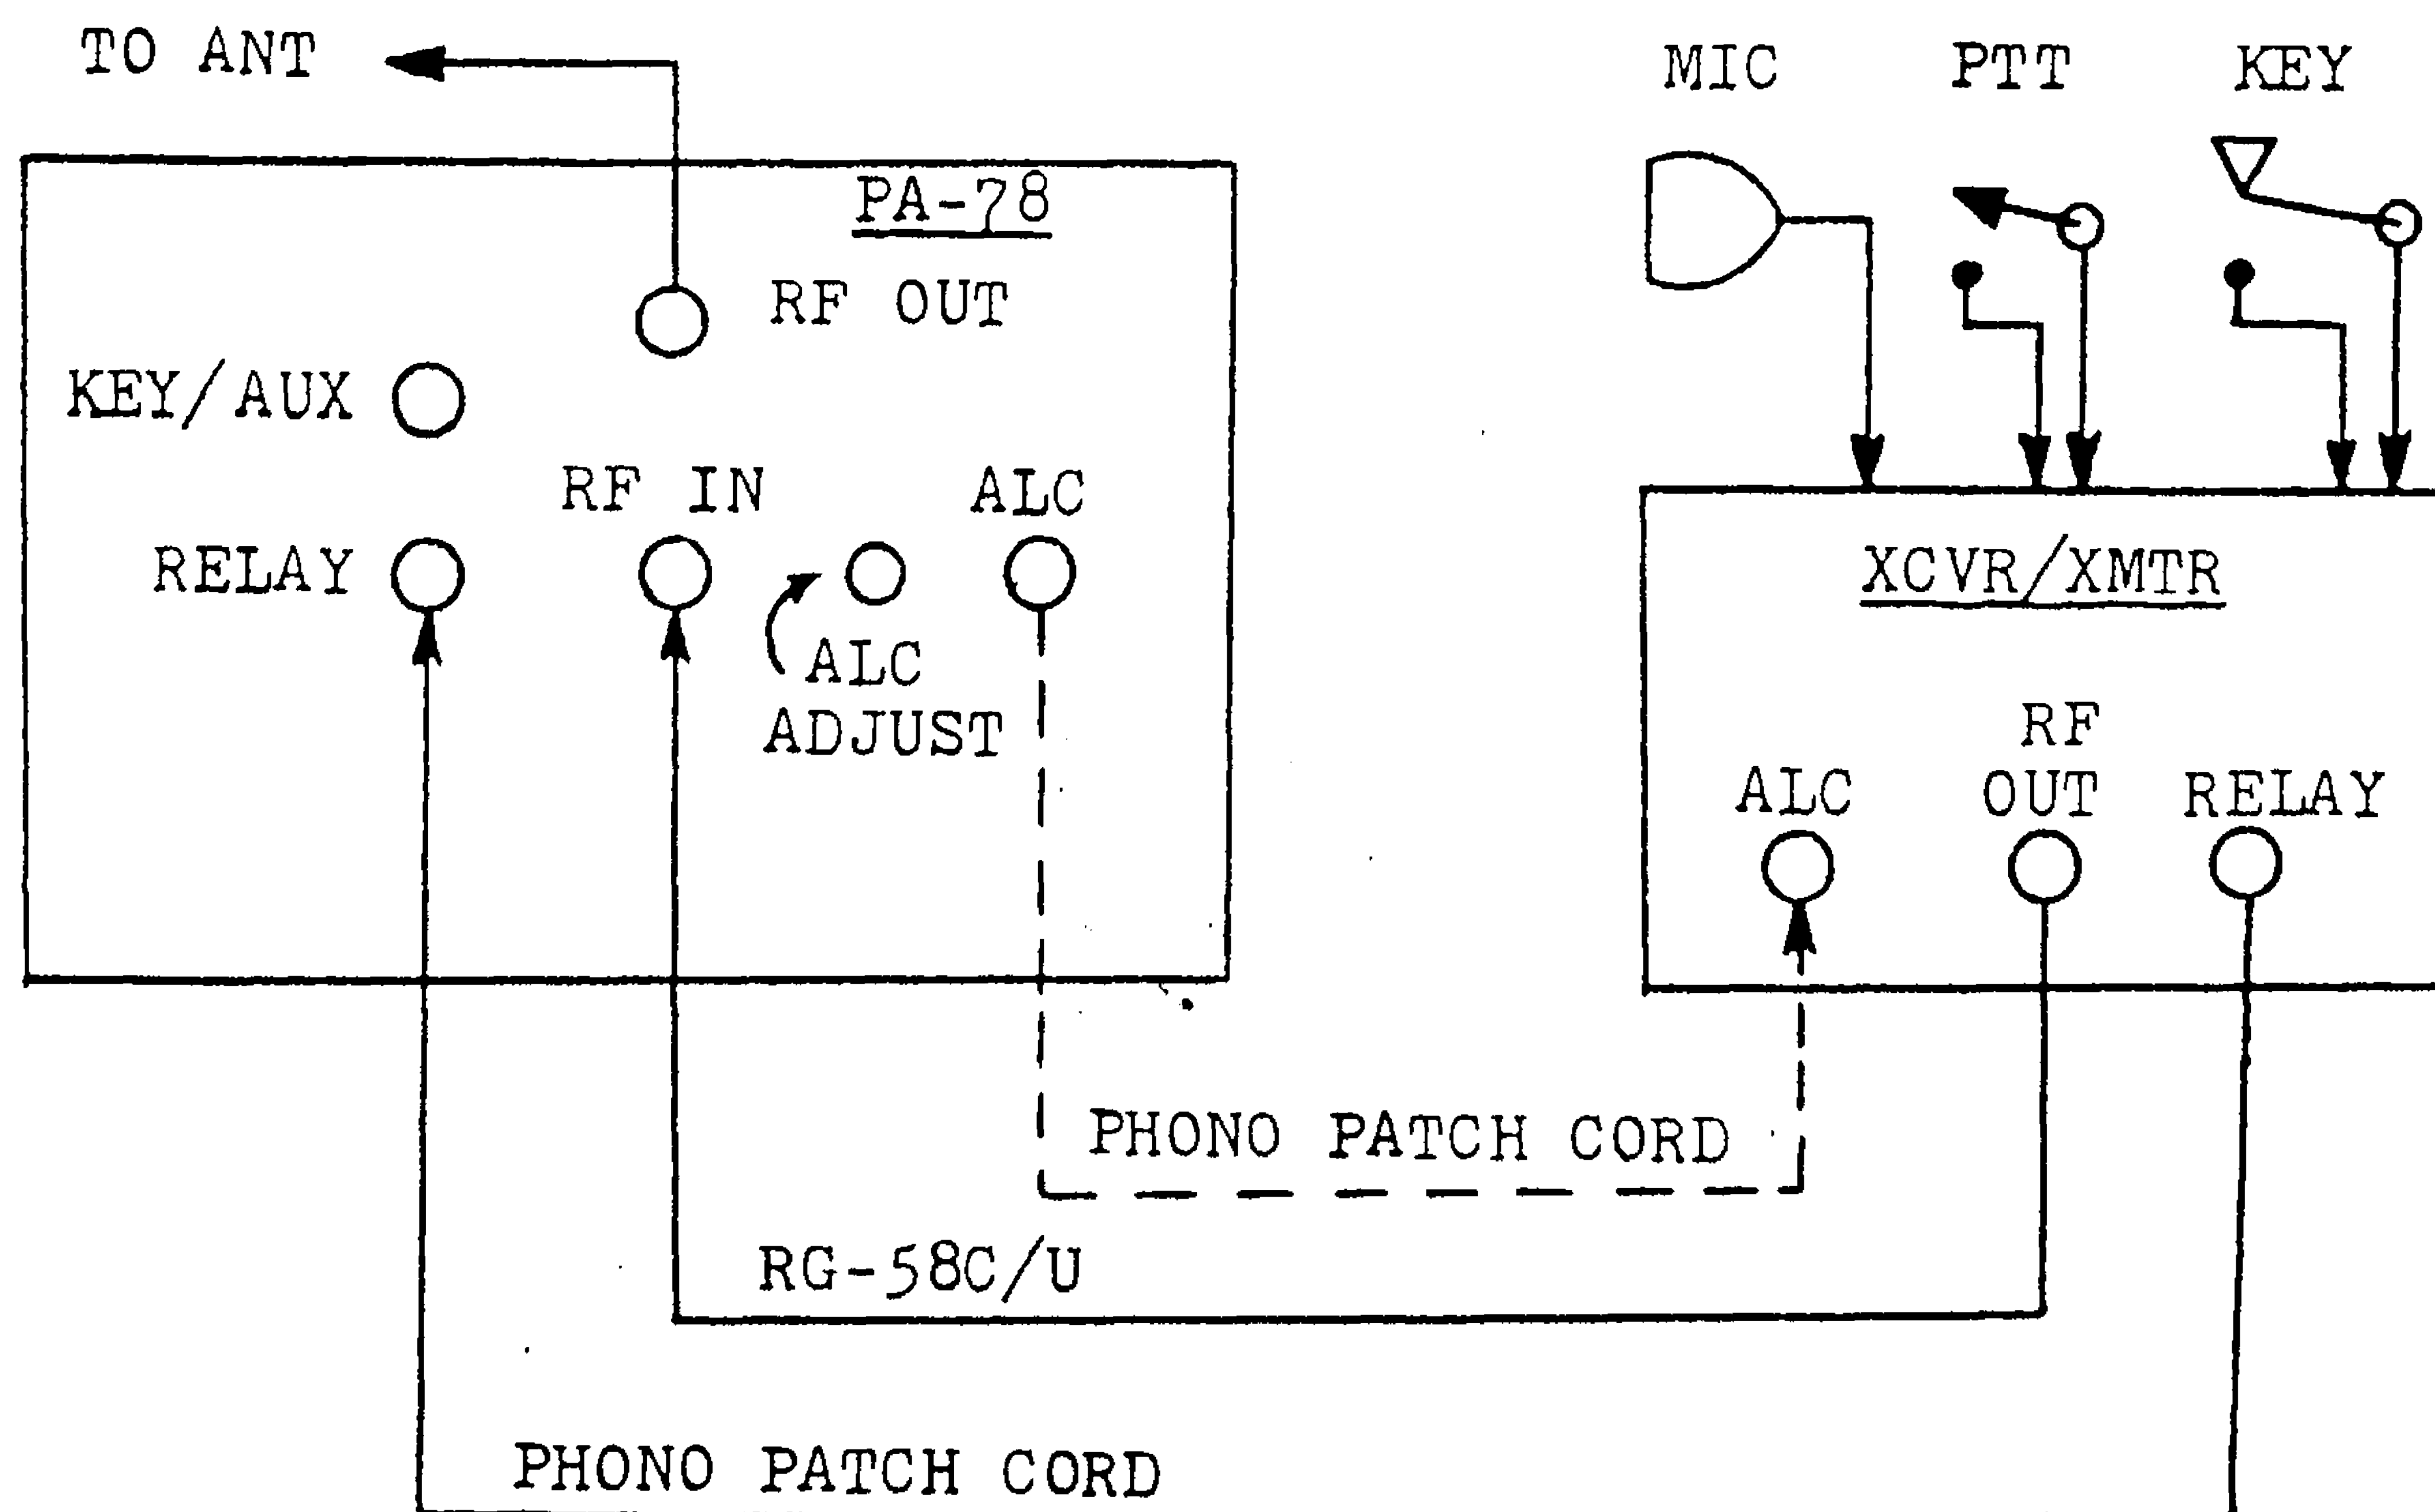 TO ANT
MIC
PTT
KEY
PA-78
RF OUT
KEY/AUX
RF IN
ALC
RELAY
ALC
ADJUST
XCVR/XMTR
ALC
RF
OUT
RELAY
PHONO PATCH CORD
RG-58C/U
PHONO PATCH CORD